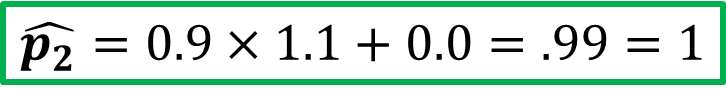 p̂₂ = 0.9 × 1.1 + 0.0 = .99 = 1